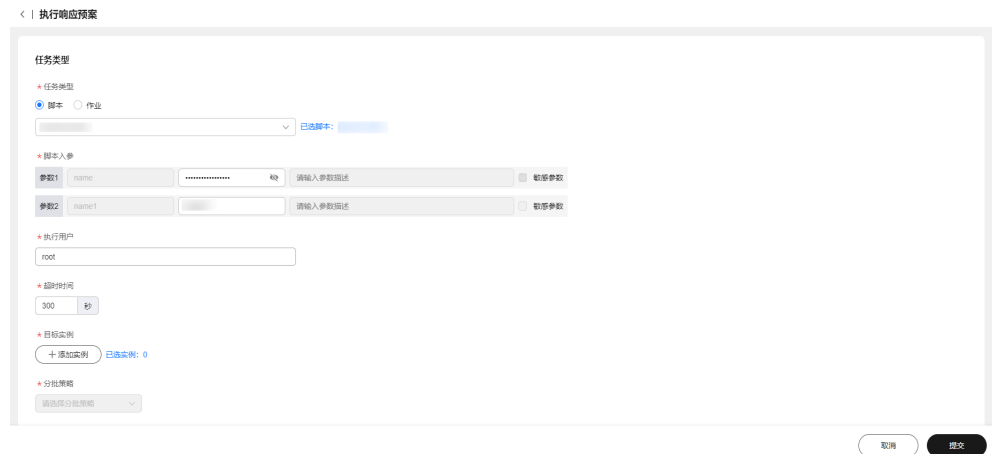 执行响应预案
任务类型
* 任务类型
脚本 作业
已选脚本：
* 脚本入参
参数1 name ················ 请输入参数描述 敏感参数
参数2 name1 请输入参数描述 敏感参数
* 执行用户
root
* 超时时间
300 秒
* 目标实例
+ 添加实例 已选实例：0
* 分批策略
请选择分批策略
取消 提交